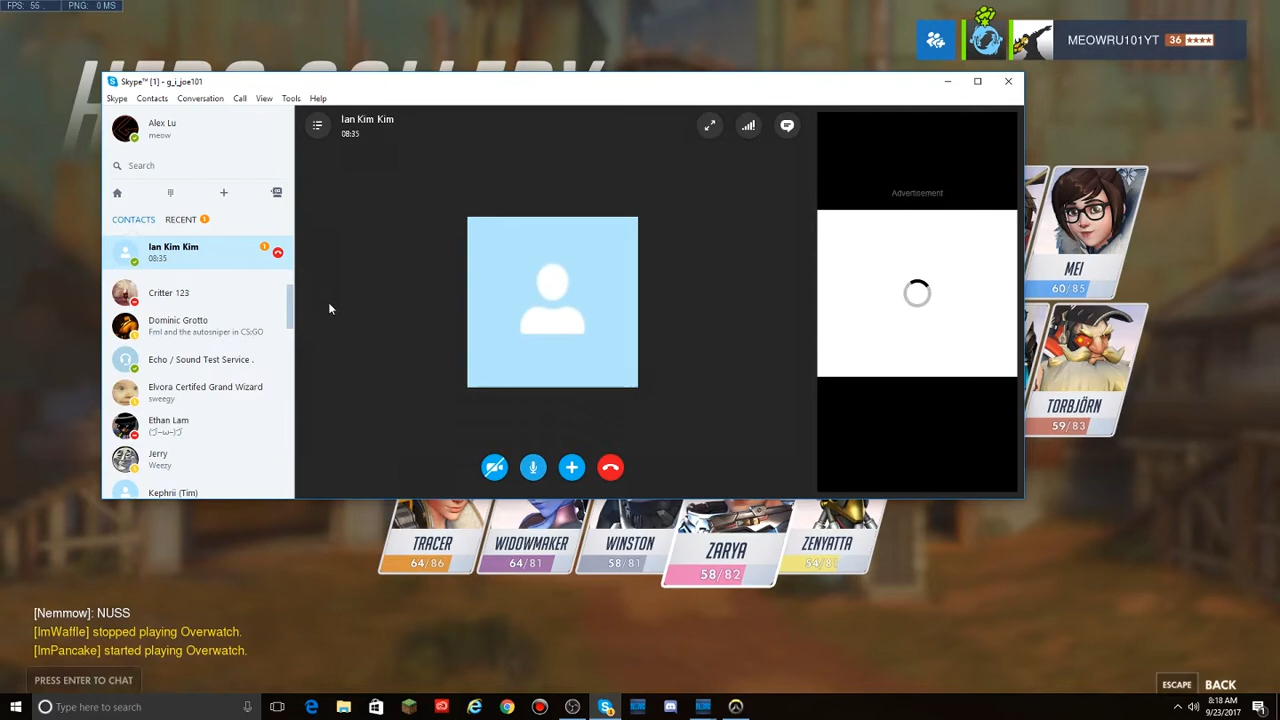 FPS: 55 PNG: 0 MS
MEOWRU101YT 36 ★★★★
HERO GALLERY
Skype™ [1] - g_i_joe101
Skype Contacts Conversation Call View Tools Help
Alex Lu
meow
Search
CONTACTS RECENT 1
Ian Kim Kim
1
08:35
Critter 123
Dominic Grotto
Fml and the autosniper in CS:GO
Echo / Sound Test Service .
Elvora Certifed Grand Wizard
sweegy
Ethan Lam
Jerry
Weezy
Kephrii (Tim)
Ian Kim Kim
08:35
Advertisement
MEI
60/85
TORBJÖRN
59/83
TRACER
64/86
WIDOWMAKER
64/81
WINSTON
58/81
ZARYA
58/82
ZENYATTA
[Nemmow]: NUSS
[ImWaffle] stopped playing Overwatch.
[ImPancake] started playing Overwatch.
PRESS ENTER TO CHAT
ESCAPE BACK
Type here to search
8:18 AM
9/23/2017